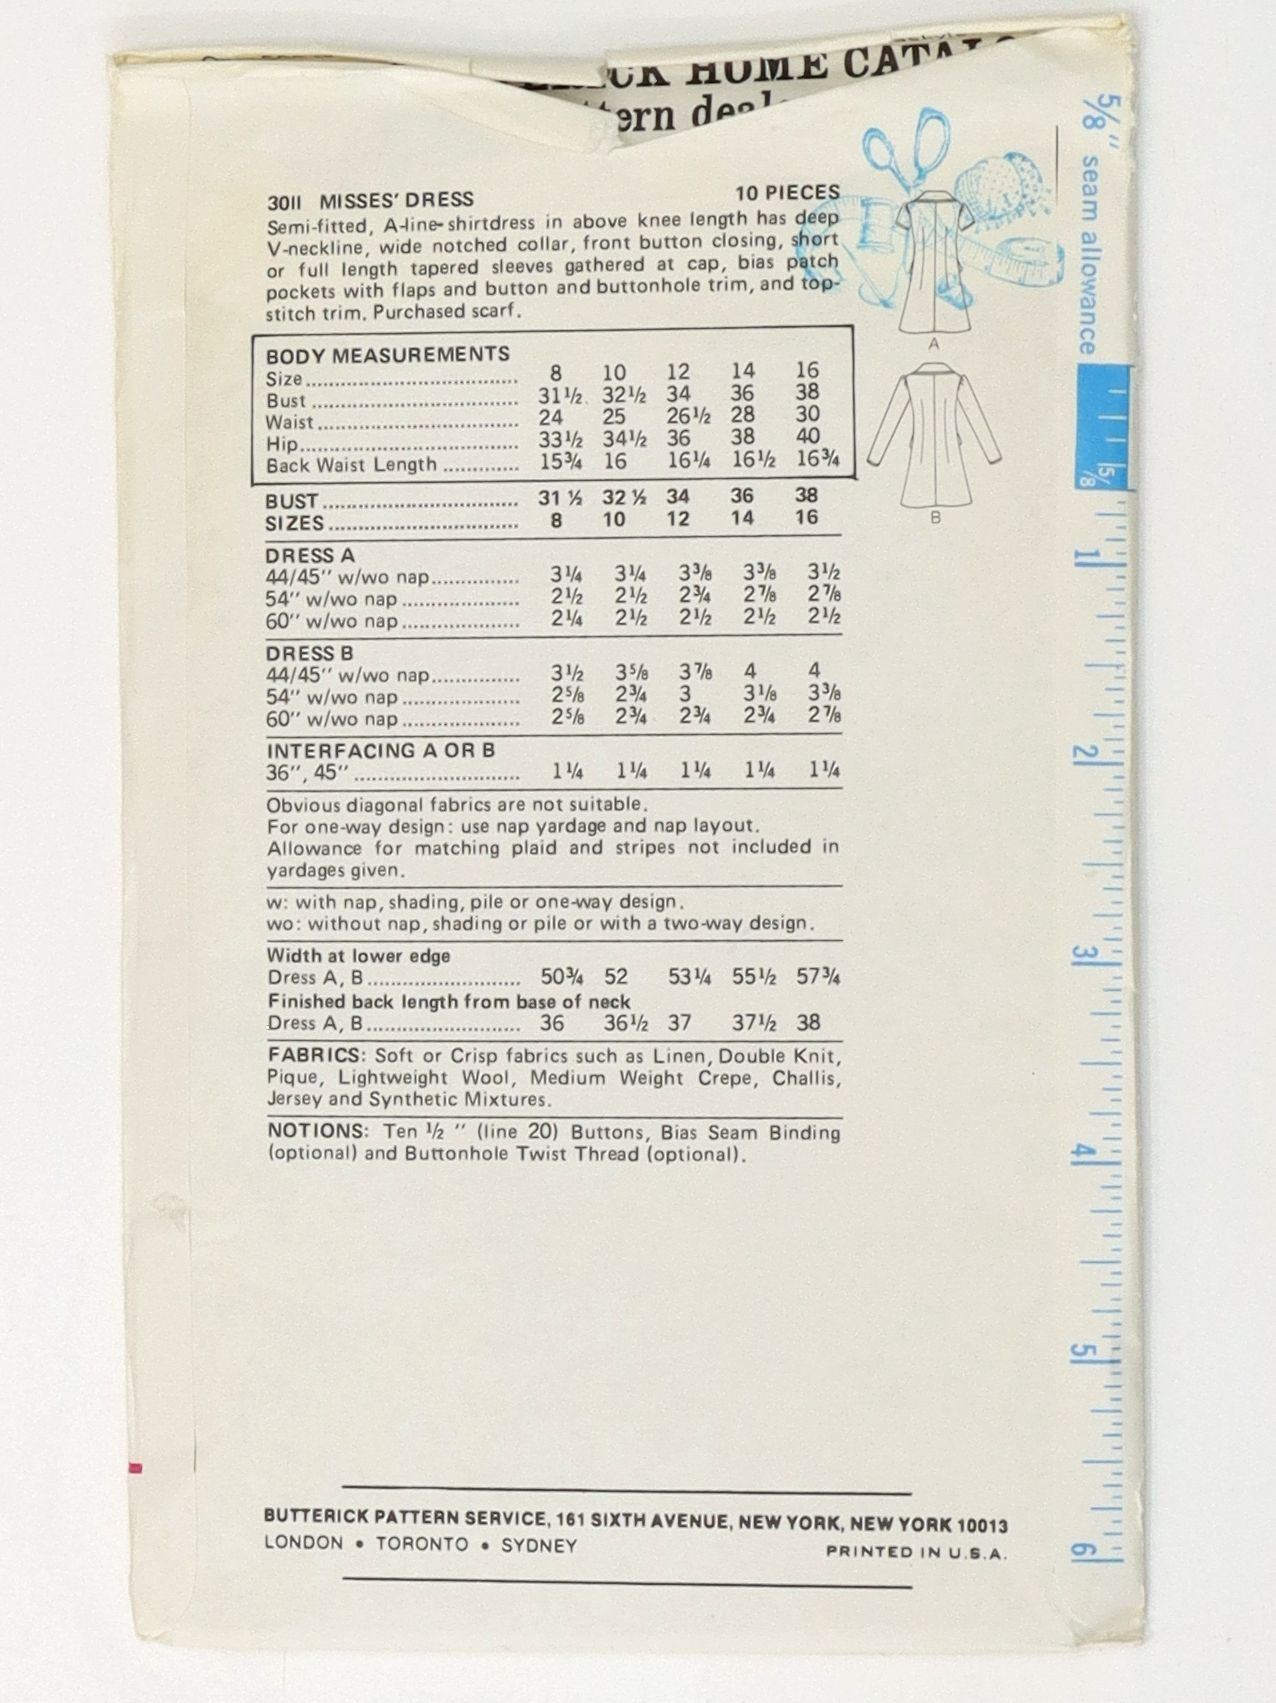 HOME
3011 MISSES' DRESS 10 PIECES
Semi-fitted, A-line-shirtdress in above knee length has deep
V-neckline, wide notched collar, front button closing, short
or full length tapered sleeves gathered at cap, bias patch
pockets with flaps and button and buttonhole trim, and top-
stitch trim. Purchased scarf.
BODY MEASUREMENTS
Size.................................... 8 10 12 14 16
Bust ................................... 31½ 32½ 34 36 38
Waist.................................. 24 25 26½ 28 30
Hip..................................... 33½ 34½ 36 38 40
Back Waist Length ............. 15¾ 16 16¼ 16½ 16¾
BUST................................. 31 ½ 32 ½ 34 36 38
SIZES................................ 8 10 12 14 16
DRESS A
44/45'' w/wo nap............... 3¼ 3¼ 3⅜ 3⅜ 3½
54'' w/wo nap .................... 2½ 2½ 2¾ 2⅞ 2⅞
60'' w/wo nap .................... 2¼ 2½ 2½ 2½ 2½
DRESS B
44/45'' w/wo nap............... 3½ 3⅝ 3⅞ 4 4
54'' w/wo nap .................... 2⅝ 2¾ 3 3⅛ 3⅜
60'' w/wo nap .................... 2⅝ 2¾ 2¾ 2¾ 2⅞
INTERFACING A OR B
36'', 45'' ............................ 1¼ 1¼ 1¼ 1¼ 1¼
Obvious diagonal fabrics are not suitable.
For one-way design: use nap yardage and nap layout.
Allowance for matching plaid and stripes not included in
yardages given.
w: with nap, shading, pile or one-way design.
wo: without nap, shading or pile or with a two-way design.
Width at lower edge
Dress A, B.......................... 50¾ 52 53¼ 55½ 57¾
Finished back length from base of neck
Dress A, B.......................... 36 36½ 37 37½ 38
FABRICS: Soft or Crisp fabrics such as Linen, Double Knit,
Pique, Lightweight Wool, Medium Weight Crepe, Challis,
Jersey and Synthetic Mixtures.
NOTIONS: Ten ½ '' (line 20) Buttons, Bias Seam Binding
(optional) and Buttonhole Twist Thread (optional).
A
B
5/8'' seam allowance
5/8
1
2
3
4
5
6
BUTTERICK PATTERN SERVICE, 161 SIXTH AVENUE, NEW YORK, NEW YORK 10013
LONDON • TORONTO • SYDNEY PRINTED IN U.S.A.